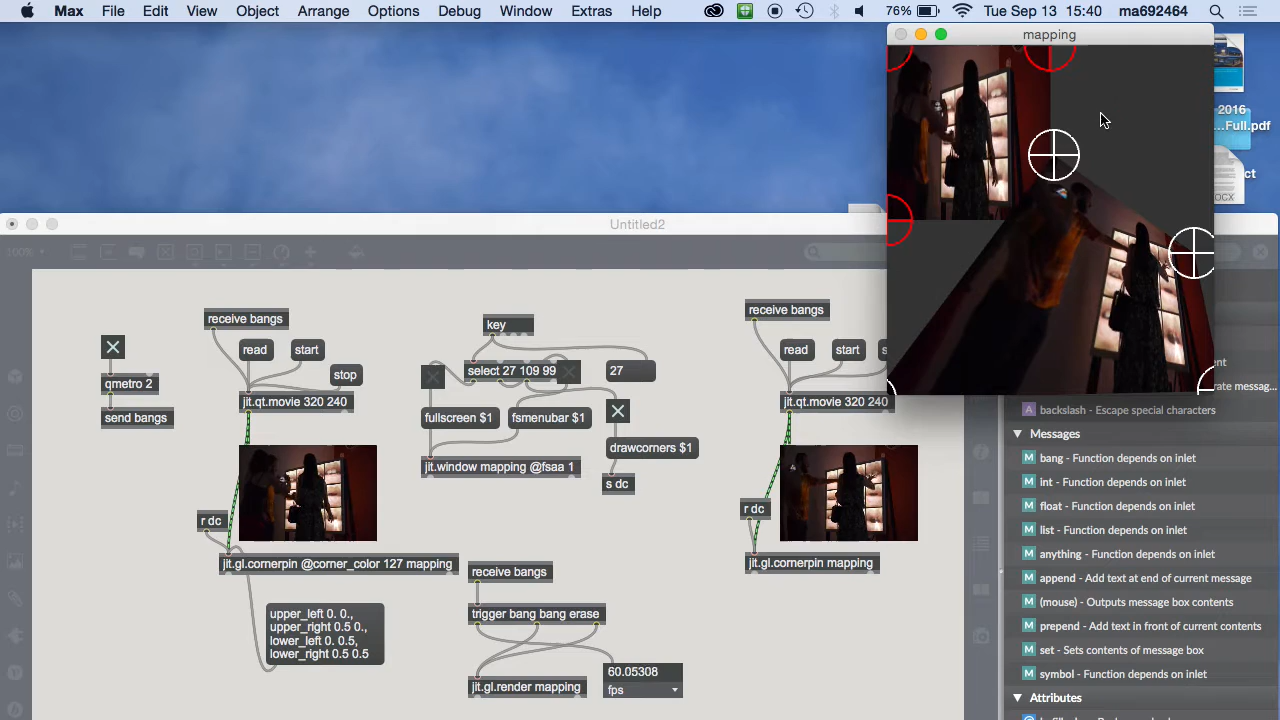 Max File Edit View Object Arrange Options Debug Window Extras Help 76% Tue Sep 13 15:40 ma692464
mapping
2016
...Full.pdf
Untitled2
100%
receive bangs
read
start
stop
qmetro 2
send bangs
jit.qt.movie 320 240
r dc
jit.gl.cornerpin @corner_color 127 mapping
upper_left 0. 0.,
upper_right 0.5 0.,
lower_left 0. 0.5,
lower_right 0.5 0.5
key
select 27 109 99
27
fullscreen $1
fsmenubar $1
jit.window mapping @fsaa 1
drawcorners $1
s dc
receive bangs
trigger bang bang erase
jit.gl.render mapping
60.05308
fps
receive bangs
read
start
jit.qt.movie 320 240
r dc
jit.gl.cornerpin mapping
backslash - Escape special characters
Messages
bang - Function depends on inlet
int - Function depends on inlet
float - Function depends on inlet
list - Function depends on inlet
anything - Function depends on inlet
append - Add text at end of current message
(mouse) - Outputs message box contents
prepend - Add text in front of current contents
set - Sets contents of message box
symbol - Function depends on inlet
Attributes